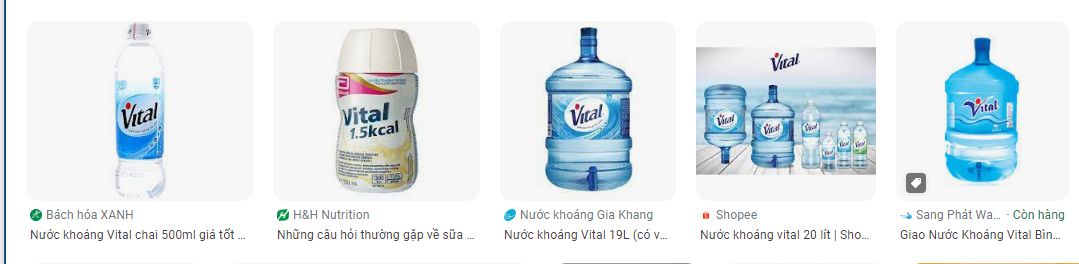 Vital
Vital
1.5kcal
Vital
Vital
Vital
Vital
Vital
Bách hóa XANH
H&H Nutrition
Nước khoáng Gia Khang
Shopee
Sang Phát Wa... · Còn hàng
Nước khoáng Vital chai 500ml giá tốt ...
Những câu hỏi thường gặp về sữa ...
Nước khoáng Vital 19L (có v...
Nước khoáng vital 20 lít | Sho...
Giao Nước Khoáng Vital Bìn...